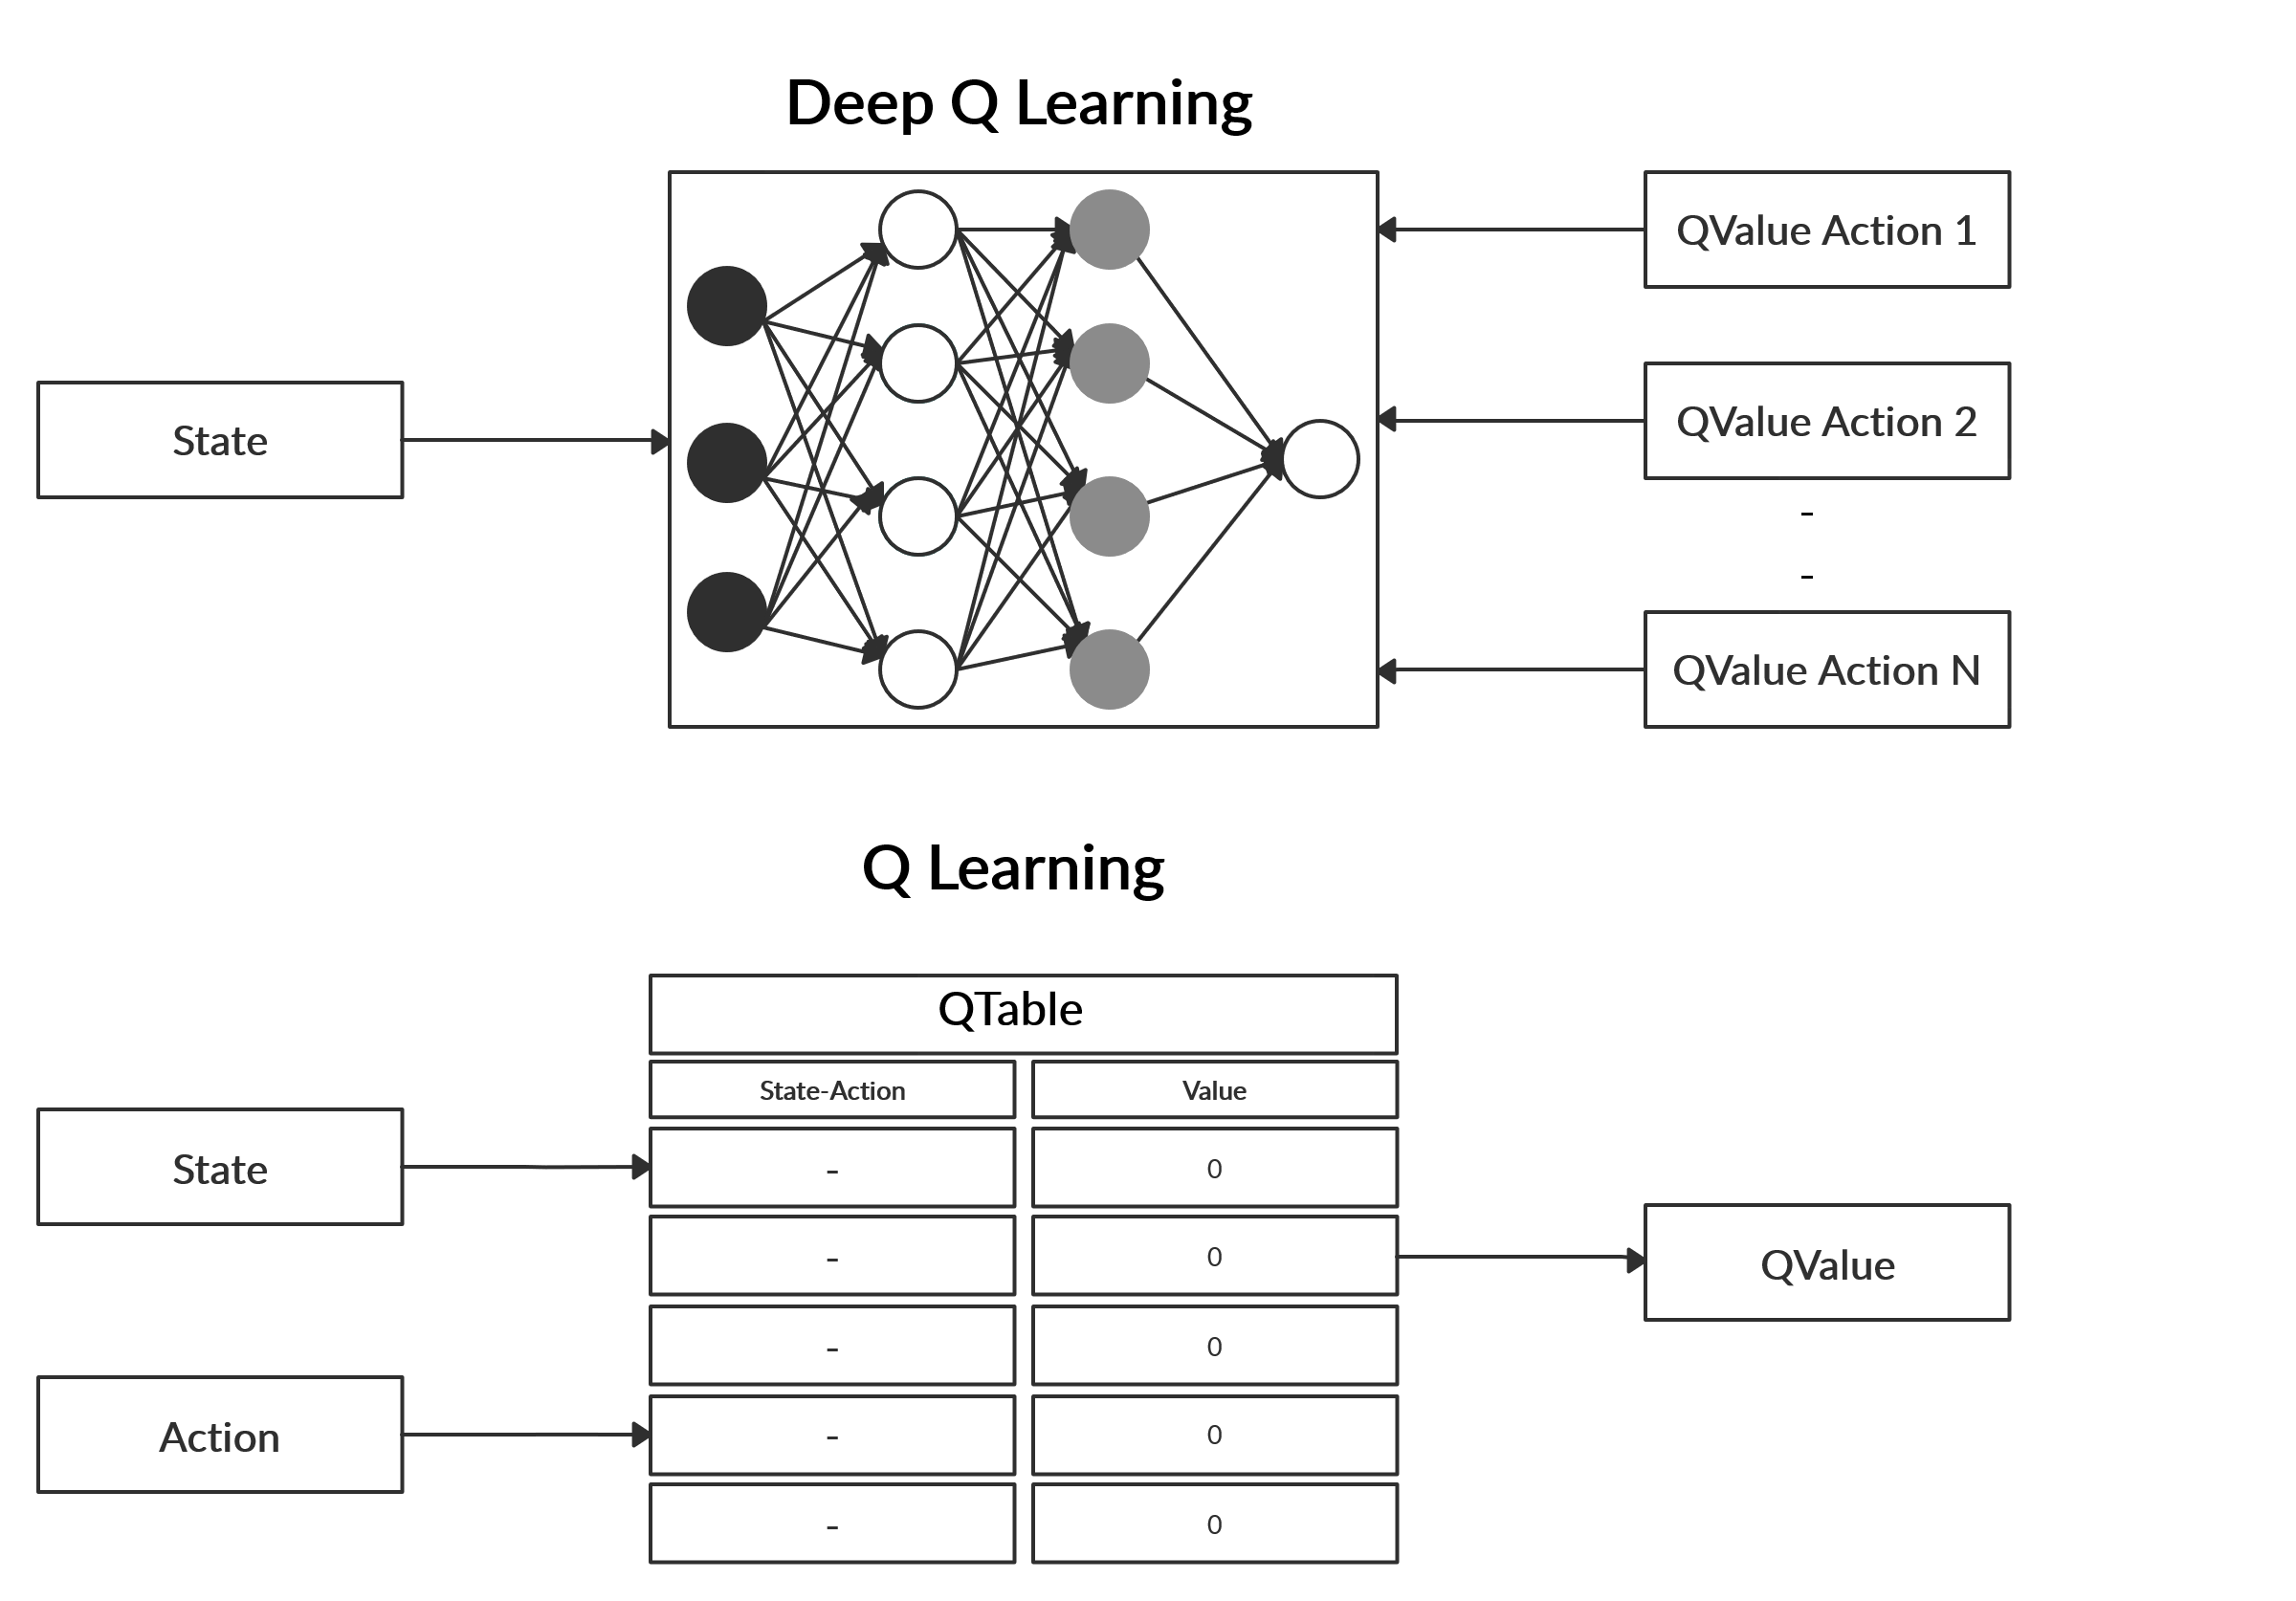 Deep Q Learning
State
QValue Action 1
QValue Action 2
-
-
QValue Action N
Q Learning
QTable
State-Action Value
- 0
- 0
- 0
- 0
- 0
State
Action
QValue